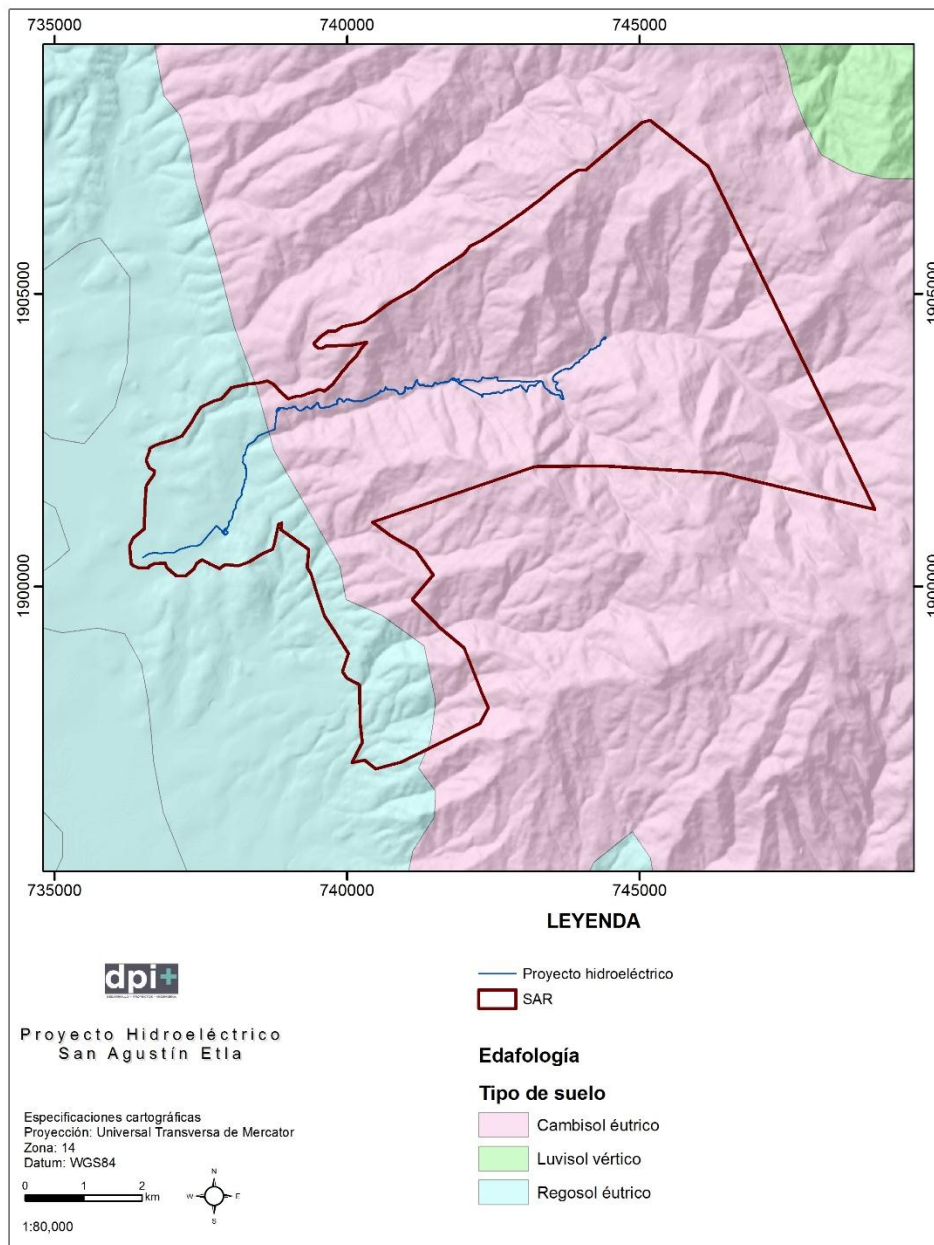 735000 740000 745000
1905000 1905000
1900000 1900000
735000 740000 745000
LEYENDA
dpi+
Proyecto Hidroeléctrico
San Agustín Etla
Proyecto hidroeléctrico
SAR
Edafología
Tipo de suelo
Cambisol éutrico
Luvisol vértico
Regosol éutrico
Especificaciones cartográficas
Proyección: Universal Transversa de Mercator
Zona: 14
Datum: WGS84
0 1 2
km
N
W E
S
1:80,000